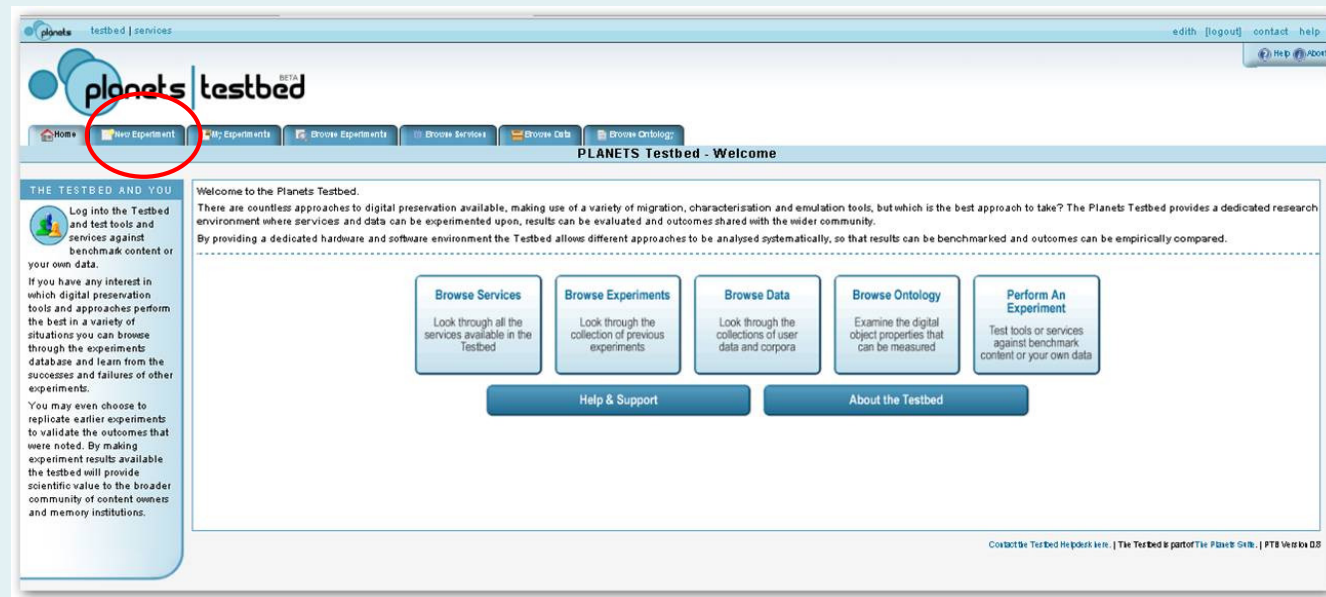 planets testbed | services edith [logout] contact help
Help About
planets | testbed BETA
Home New Experiment My Experiments Browse Experiments Browse Services Browse Data Browse Ontology
PLANETS Testbed - Welcome
THE TESTBED AND YOU
Log into the Testbed
and test tools and
services against
benchmark content or
your own data.
If you have any interest in
which digital preservation
tools and approaches perform
the best in a variety of
situations you can browse
through the experiments
database and learn from the
successes and failures of other
experiments.
You may even choose to
replicate earlier experiments
to validate the outcomes that
were noted. By making
experiment results available
the testbed will provide
scientific value to the broader
community of content owners
and memory institutions.
Welcome to the Planets Testbed.
There are countless approaches to digital preservation available, making use of a variety of migration, characterisation and emulation tools, but which is the best approach to take? The Planets Testbed provides a dedicated research
environment where services and data can be experimented upon, results can be evaluated and outcomes shared with the wider community.
By providing a dedicated hardware and software environment the Testbed allows different approaches to be analysed systematically, so that results can be benchmarked and outcomes can be empirically compared.
Browse Services
Look through all the
services available in the
Testbed
Browse Experiments
Look through the
collection of previous
experiments
Browse Data
Look through the
collections of user
data and corpora
Browse Ontology
Examine the digital
object properties that
can be measured
Perform An
Experiment
Test tools or services
against benchmark
content or your own data
Help & Support
About the Testbed
Contact the Testbed Helpdesk here. | The Testbed is part of The Planets Suite. | PTB Version 0.8